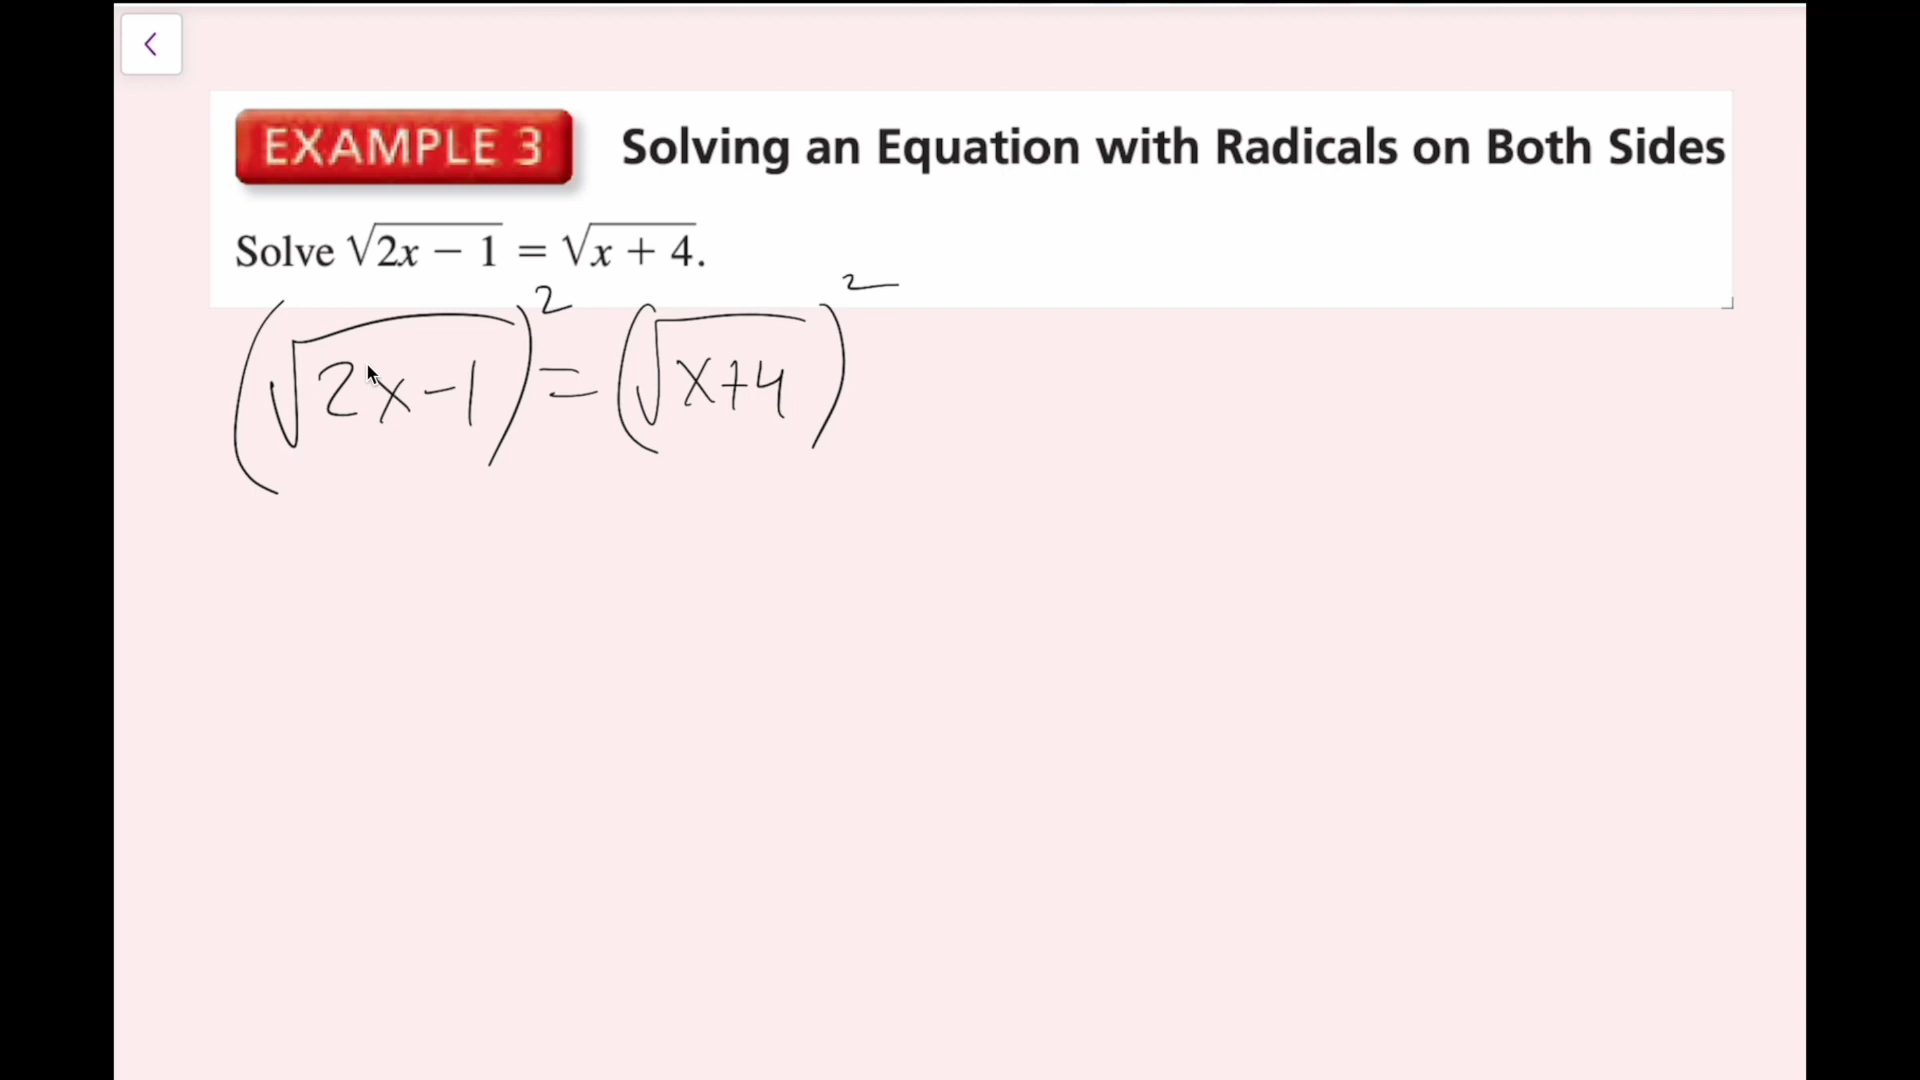 EXAMPLE 3 Solving an Equation with Radicals on Both Sides
Solve √(2x − 1) = √(x + 4).
(√(2x-1))² = (√(x+4))²